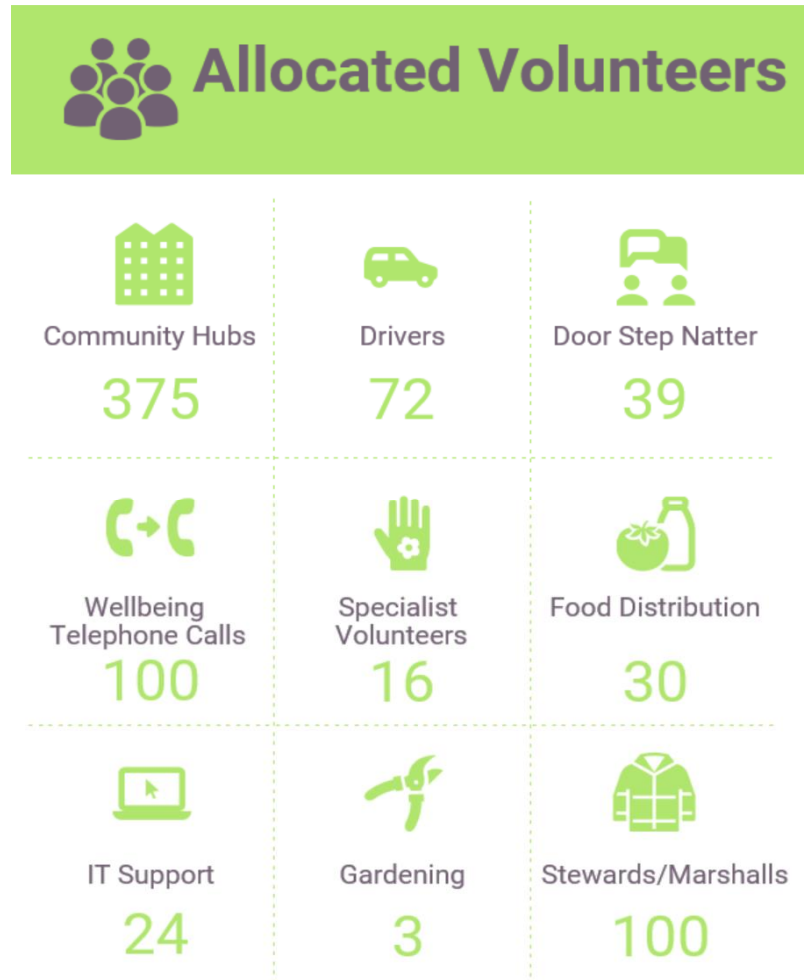 Allocated Volunteers
Community Hubs
375
Drivers
72
Door Step Natter
39
Wellbeing
Telephone Calls
100
Specialist
Volunteers
16
Food Distribution
30
IT Support
24
Gardening
3
Stewards/Marshalls
100